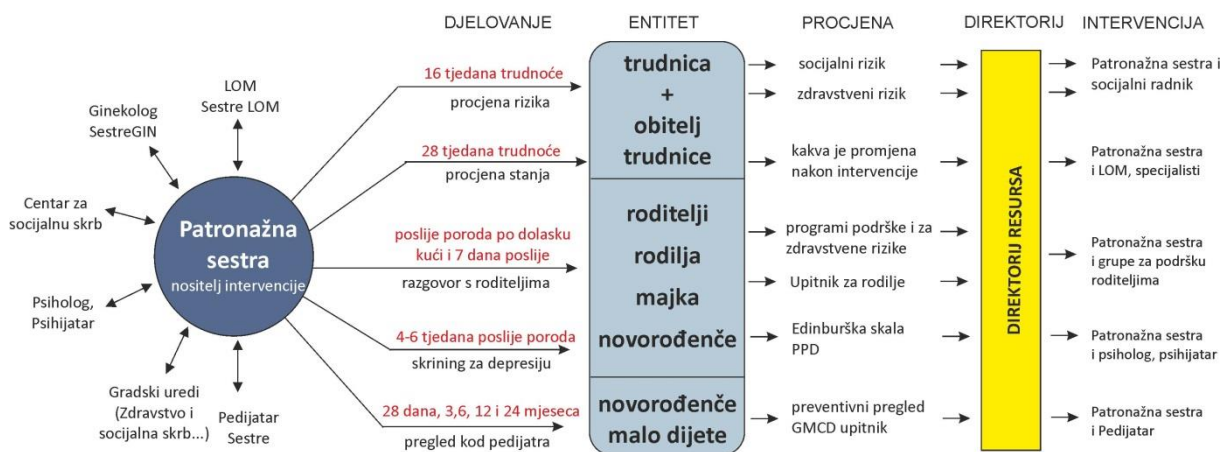 DJELOVANJE
ENTITET
PROCJENA
DIREKTORIJ
INTERVENCIJA
LOM
Sestre LOM
Ginekolog
SestreGIN
Centar za
socijalnu skrb
Psiholog,
Psihijatar
Gradski uredi
(Zdravstvo i
socijalna skrb...)
Pedijatar
Sestre
Patronažna
sestra
nositelj intervencije
16 tjedana trudnoće
procjena rizika
28 tjedana trudnoće
procjena stanja
poslije poroda po dolasku
kući i 7 dana poslije
razgovor s roditeljima
4-6 tjedana poslije poroda
skrining za depresiju
28 dana, 3,6, 12 i 24 mjeseca
pregled kod pedijatra
trudnica
+
obitelj
trudnice
roditelji
rodilja
majka
novorođenče
novorođenče
malo dijete
socijalni rizik
zdravstveni rizik
kakva je promjena
nakon intervencije
programi podrške i za
zdravstvene rizike
Upitnik za rodilje
Edinburška skala
PPD
preventivni pregled
GMCD upitnik
DIREKTORIJ RESURSA
Patronažna sestra i
socijalni radnik
Patronažna sestra
i LOM, specijalisti
Patronažna sestra
i grupe za podršku
roditeljima
Patronažna sestra
i psiholog, psihijatar
Patronažna sestra
i Pedijatar